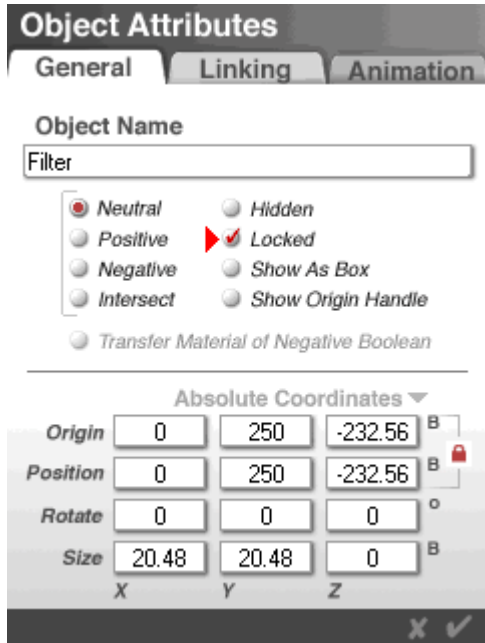 Object Attributes
General Linking Animation
Object Name
Filter
Neutral Hidden
Positive Locked
Negative Show As Box
Intersect Show Origin Handle
Transfer Material of Negative Boolean
Absolute Coordinates
Origin 0 250 -232.56 B
Position 0 250 -232.56 B
Rotate 0 0 0 o
Size 20.48 20.48 0 B
X Y Z